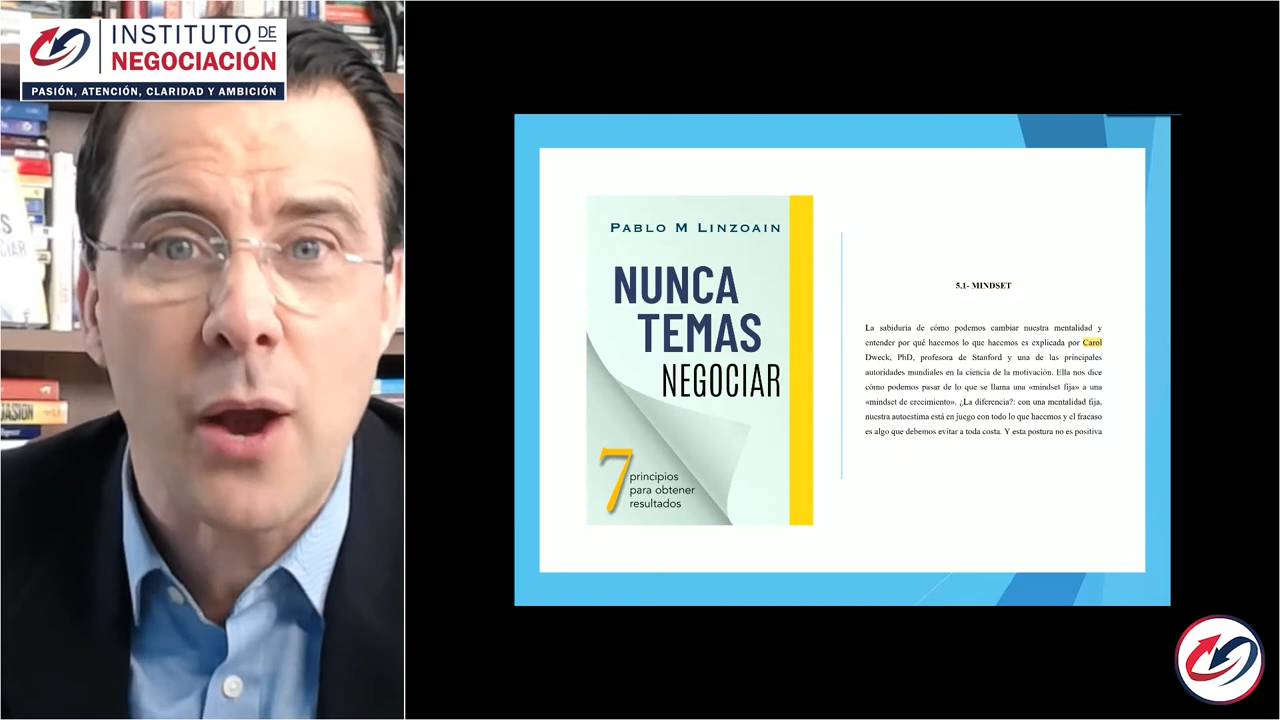 INSTITUTO DE
NEGOCIACIÓN
PASIÓN, ATENCIÓN, CLARIDAD Y AMBICIÓN
PABLO M LINZOAIN
NUNCA
TEMAS
NEGOCIAR
7 principios
para obtener
resultados
5.1- MINDSET
La sabiduría de cómo podemos cambiar nuestra mentalidad y
entender por qué hacemos lo que hacemos es explicada por Carol
Dweck, PhD, profesora de Stanford y una de las principales
autoridades mundiales en la ciencia de la motivación. Ella nos dice
cómo podemos pasar de lo que se llama una «mindset fija» a una
«mindset de crecimiento». ¿La diferencia?: con una mentalidad fija,
nuestra autoestima está en juego con todo lo que hacemos y el fracaso
es algo que debemos evitar a toda costa. Y esta postura no es positiva